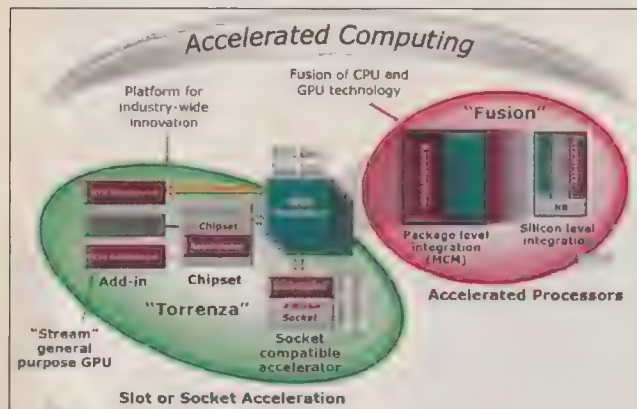 Accelerated Computing
Platform for
industry-wide
innovation
Fusion of CPU and
GPU technology
"Fusion"
Chipset
NB
Package level
integration
(MCM)
Silicon level
integration
Add-in
Chipset
"Torrenza"
Accelerated Processors
Socket
"Stream"
general
purpose GPU
Socket
compatible
accelerator
Slot or Socket Acceleration